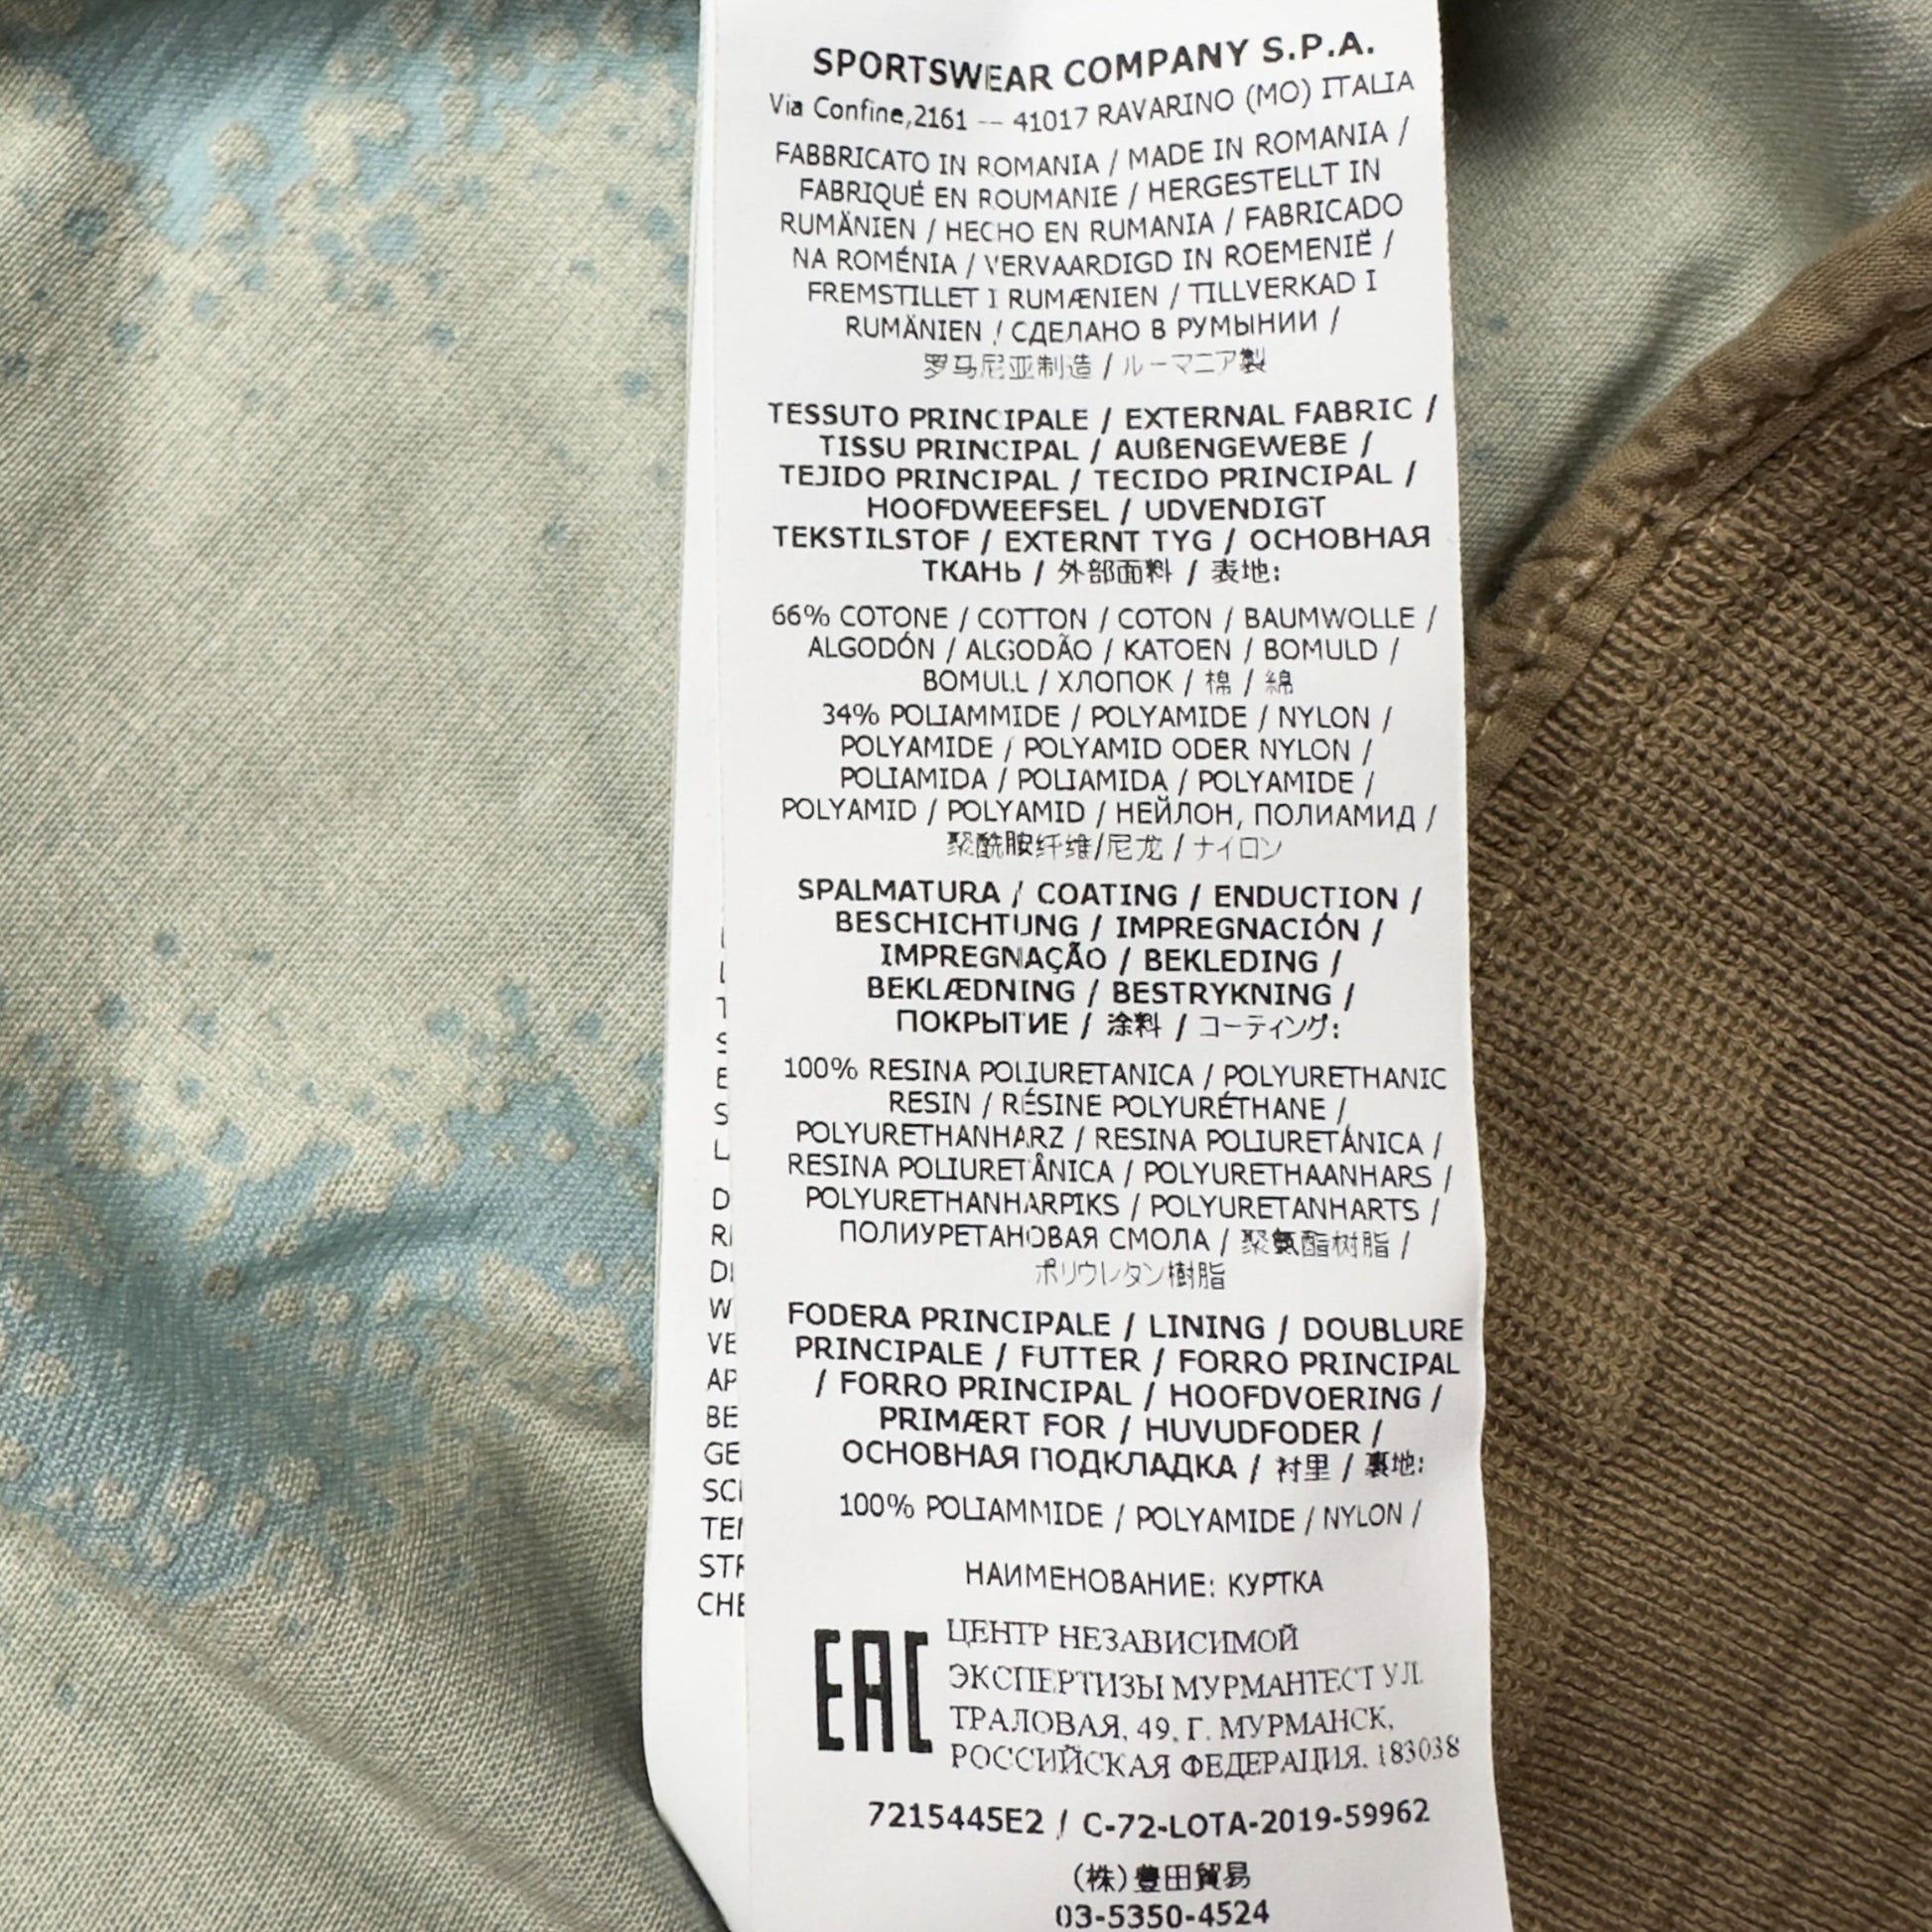 SPORTSWEAR COMPANY S.P.A.
Via Confine,2161 -- 41017 RAVARINO (MO) ITALIA
FABBRICATO IN ROMANIA / MADE IN ROMANIA /
FABRIQUÉ EN ROUMANIE / HERGESTELLT IN
RUMÄNIEN / HECHO EN RUMANIA / FABRICADO
NA ROMÉNIA / VERVAARDIGD IN ROEMENIË /
FREMSTILLET I RUMÆNIEN / TILLVERKAD I
RUMÄNIEN / СДЕЛАНО В РУМЫНИИ /
罗马尼亚制造 / ルーマニア製
TESSUTO PRINCIPALE / EXTERNAL FABRIC /
TISSU PRINCIPAL / AUßENGEWEBE /
TEJIDO PRINCIPAL / TECIDO PRINCIPAL /
HOOFDWEEFSEL / UDVENDIGT
TEKSTILSTOF / EXTERNT TYG / ОСНОВНАЯ
ТКАНЬ / 外部面料 / 表地:
66% COTONE / COTTON / COTON / BAUMWOLLE /
ALGODÓN / ALGODÃO / KATOEN / BOMULD /
BOMULL / ХЛОПОК / 棉 / 綿
34% POLIAMMIDE / POLYAMIDE / NYLON /
POLYAMIDE / POLYAMID ODER NYLON /
POLIAMIDA / POLIAMIDA / POLYAMIDE /
POLYAMID / POLYAMID / НЕЙЛОН, ПОЛИАМИД /
聚酰胺纤维/尼龙 / ナイロン
SPALMATURA / COATING / ENDUCTION /
BESCHICHTUNG / IMPREGNACIÓN /
IMPREGNAÇÃO / BEKLEDING /
BEKLÆDNING / BESTRYKNING /
ПОКРЫТИЕ / 涂料 / コーティング:
100% RESINA POLIURETANICA / POLYURETHANIC
RESIN / RÉSINE POLYURÉTHANE /
POLYURETHANHARZ / RESINA POLIURETÁNICA /
RESINA POLIURETÂNICA / POLYURETHAANHARS /
POLYURETHANHARPIKS / POLYURETANHARTS /
ПОЛИУРЕТАНОВАЯ СМОЛА / 聚氨酯树脂 /
ポリウレタン樹脂
FODERA PRINCIPALE / LINING / DOUBLURE
PRINCIPALE / FUTTER / FORRO PRINCIPAL
/ FORRO PRINCIPAL / HOOFDVOERING /
PRIMÆRT FOR / HUVUDFODER /
ОСНОВНАЯ ПОДКЛАДКА / 衬里 / 裏地:
100% POLIAMMIDE / POLYAMIDE / NYLON /
НАИМЕНОВАНИЕ: КУРТКА
EAC
ЦЕНТР НЕЗАВИСИМОЙ
ЭКСПЕРТИЗЫ МУРМАНТЕСТ УЛ.
ТРАЛОВАЯ, 49, Г. МУРМАНСК,
РОССИЙСКАЯ ФЕДЕРАЦИЯ, 183038
7215445E2 / C-72-LOTA-2019-59962
(株)豊田貿易
03-5350-4524